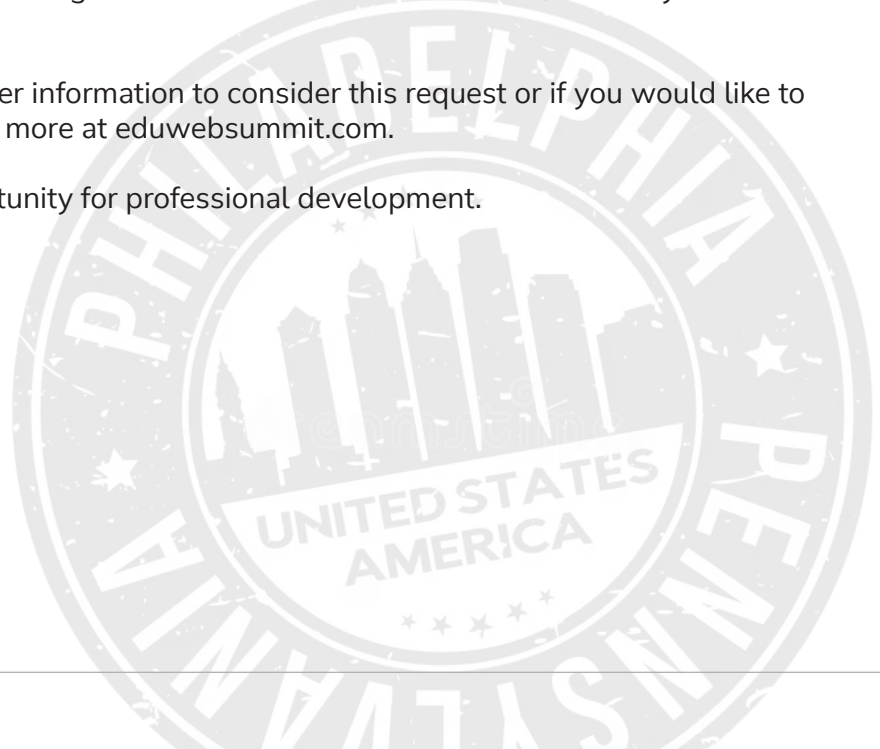 er information to consider this request or if you would like to
more at eduwebsummit.com.
tunity for professional development.
PHILADELPHIA
PENNSYLVANIA
UNITED STATES
AMERICA
dreamstime